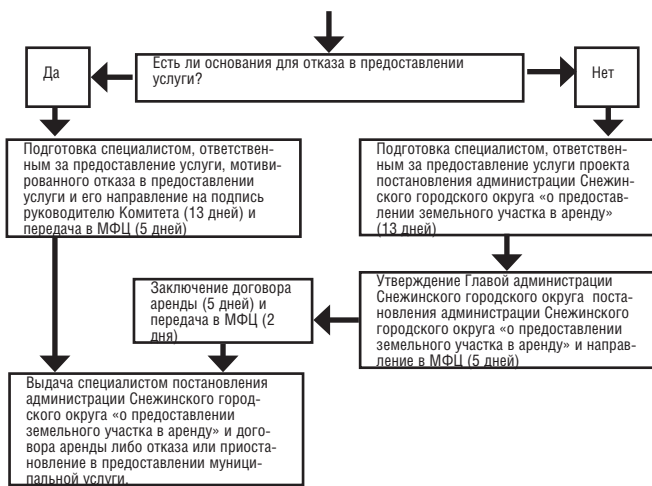 Есть ли основания для отказа в предоставлении
услуги?
Да
Нет
Подготовка специалистом, ответствен-
ным за предоставление услуги, мотиви-
рованного отказа в предоставлении
услуги и его направление на подпись
руководителю Комитета (13 дней) и
передача в МФЦ (5 дней)
Подготовка специалистом, ответствен-
ным за предоставление услуги проекта
постановления администрации Снежин-
ского городского округа «о предостав-
лении земельного участка в аренду»
(13 дней)
Заключение договора
аренды (5 дней) и
передача в МФЦ (2
дня)
Утверждение Главой администрации
Снежинского городского округа поста-
новления администрации Снежинского
городского округа «о предоставлении
земельного участка в аренду» и направ-
ление в МФЦ (5 дней)
Выдача специалистом постановления
администрации Снежинского город-
ского округа «о предоставлении
земельного участка в аренду» и дого-
вора аренды либо отказа или приоста-
новление в предоставлении муници-
пальной услуги.